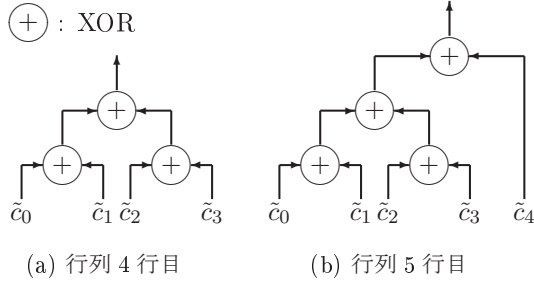 + : XOR
+
+
+ +
+ +
c̃₀ c̃₁ c̃₂ c̃₃
c̃₀ c̃₁ c̃₂ c̃₃ c̃₄
(a) 行列 4 行目
(b) 行列 5 行目